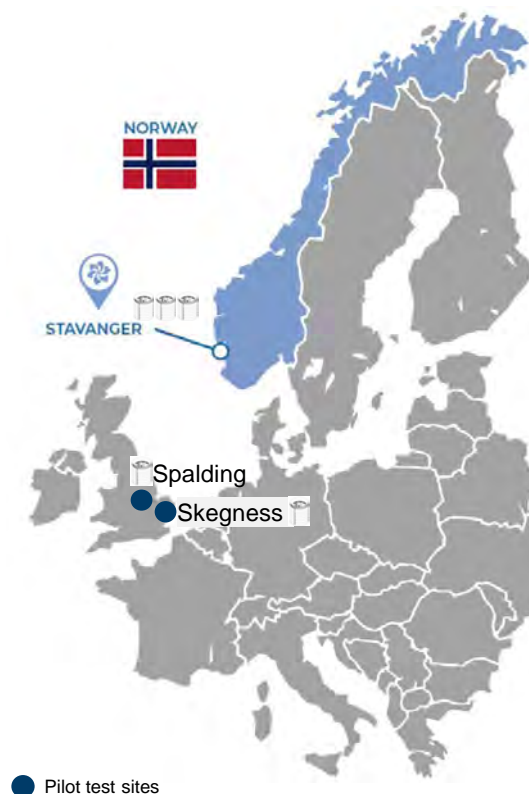 NORWAY
STAVANGER
Spalding
Skegness
Pilot test sites